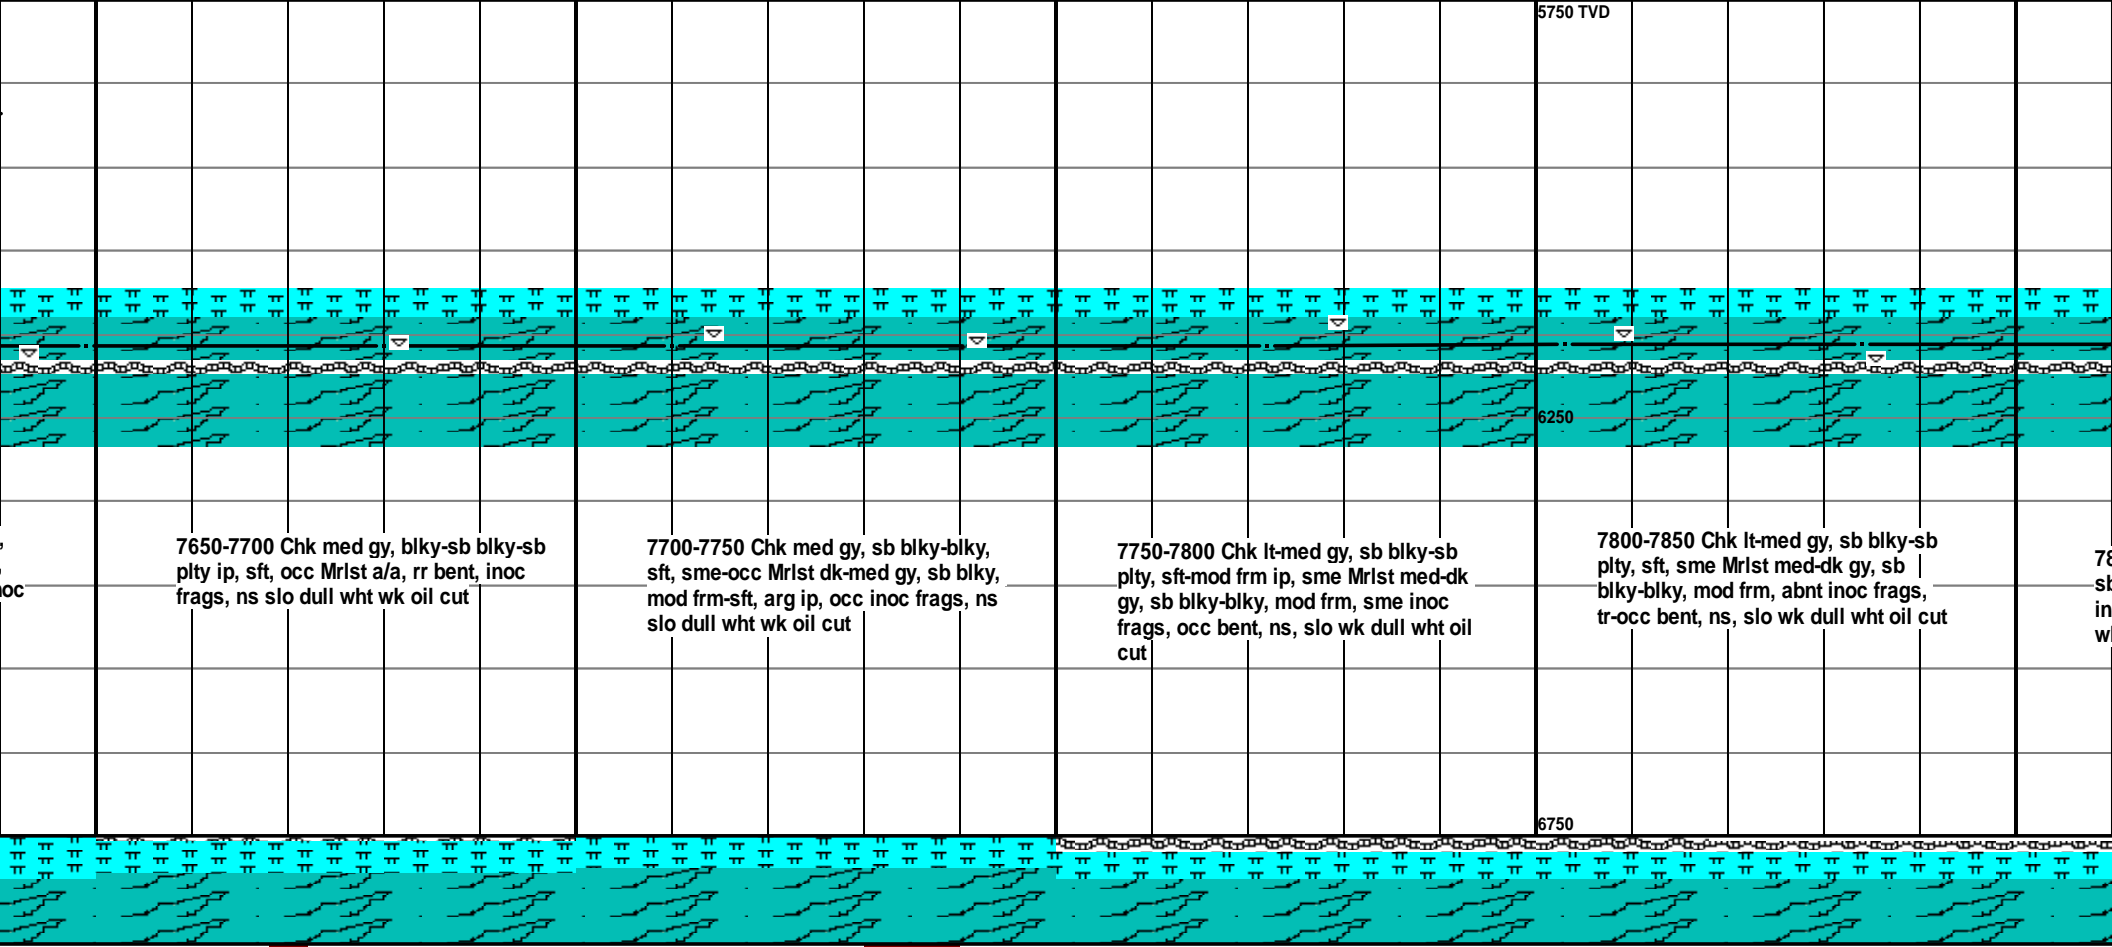 5750 TVD
6250
oc
7650-7700 Chk med gy, blky-sb blky-sb
plty ip, sft, occ Mrlst a/a, rr bent, inoc
frags, ns slo dull wht wk oil cut
7700-7750 Chk med gy, sb blky-blky,
sft, sme-occ Mrlst dk-med gy, sb blky,
mod frm-sft, arg ip, occ inoc frags, ns
slo dull wht wk oil cut
7750-7800 Chk lt-med gy, sb blky-sb
plty, sft-mod frm ip, sme Mrlst med-dk
gy, sb blky-blky, mod frm, sme inoc
frags, occ bent, ns, slo wk dull wht oil
cut
7800-7850 Chk lt-med gy, sb blky-sb
plty, sft, sme Mrlst med-dk gy, sb
blky-blky, mod frm, abnt inoc frags,
tr-occ bent, ns, slo wk dull wht oil cut
78
sb
in
6750